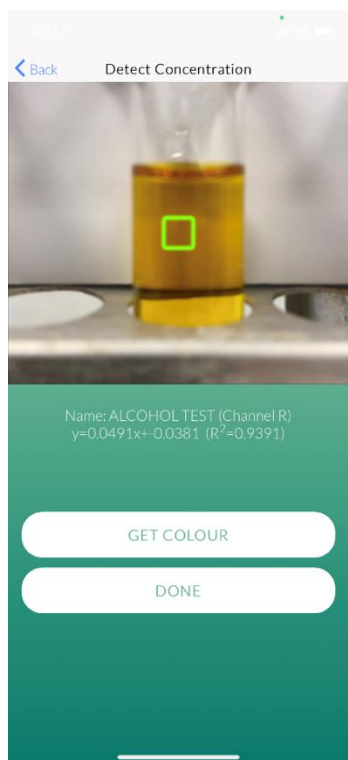 Back
Detect Concentration
Name: ALCOHOL TEST (Channel R)
y=0.0491x+-0.0381 (R²=0.9391)
GET COLOUR
DONE